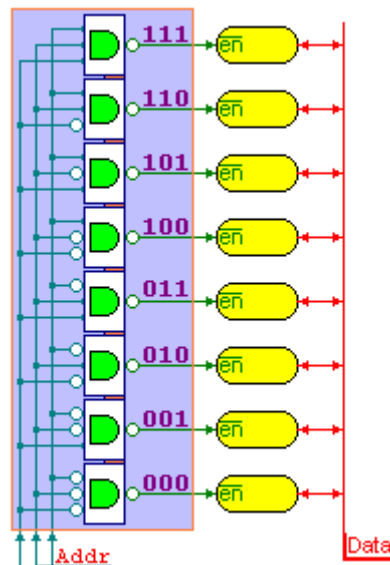 111 en
110 en
101 en
100 en
011 en
010 en
001 en
000 en
Addr
Data